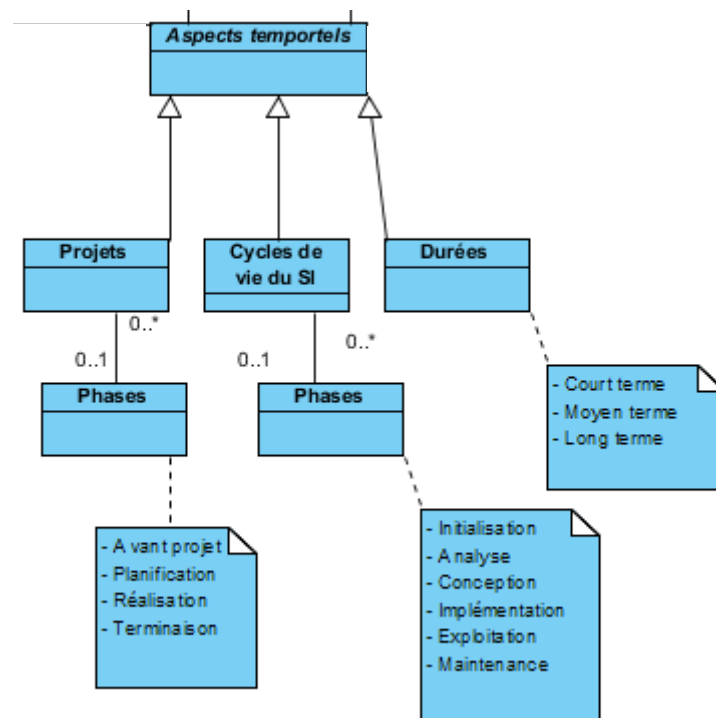 Aspects temportels
Projets
Cycles de
vie du SI
Durées
0..*
0..1
0..*
0..1
Phases
Phases
- Court terme
- Moyen terme
- Long terme
- Avant projet
- Planification
- Réalisation
- Terminaison
- Initialisation
- Analyse
- Conception
- Implémentation
- Exploitation
- Maintenance